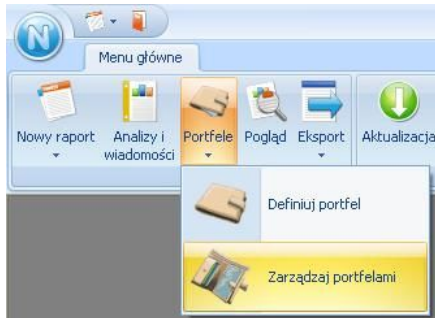 N
Menu główne
Nowy raport
Analizy i
wiadomości
Portfele
Pogląd
Eksport
Aktualizacja
Definiuj portfel
Zarządzaj portfelami